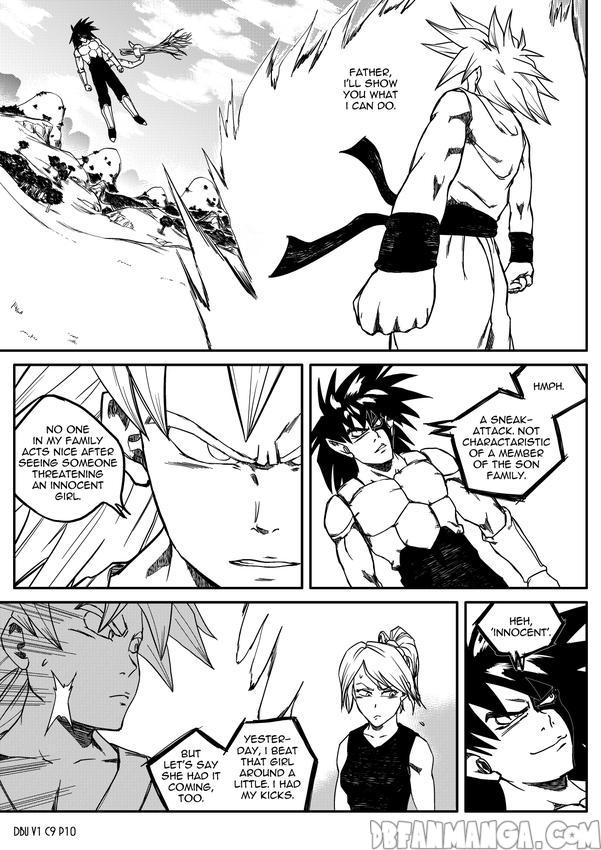 FATHER,
I'LL SHOW
YOU WHAT
I CAN DO.
NO ONE
IN MY FAMILY
ACTS NICE AFTER
SEEING SOMEONE
THREATENING
AN INNOCENT
GIRL.
HMPH.
A SNEAK-
ATTACK. NOT
CHARACTARISTIC
OF A MEMBER
OF THE SON
FAMILY.
BUT
LET'S SAY
SHE HAD IT
COMING,
TOO.
YESTER-
DAY, I BEAT
THAT GIRL
AROUND A
LITTLE. I HAD
MY KICKS.
HEH,
'INNOCENT'.
DBU V1 C9 P10
DBFANMANGA.COM